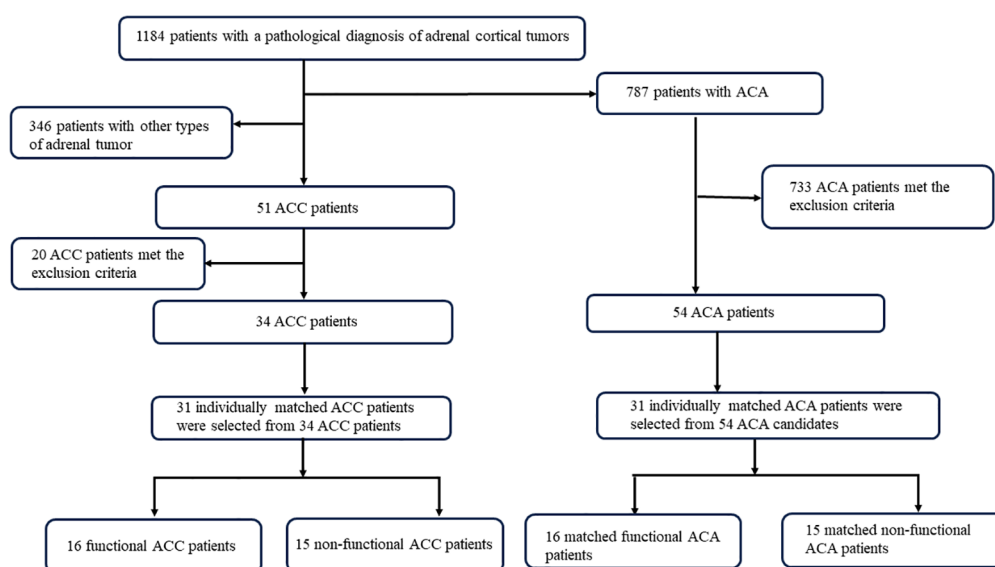 1184 patients with a pathological diagnosis of adrenal cortical tumors
787 patients with ACA
346 patients with other types
of adrenal tumor
733 ACA patients met the
exclusion criteria
51 ACC patients
20 ACC patients met the
exclusion criteria
54 ACA patients
34 ACC patients
31 individually matched ACC patients
were selected from 34 ACC patients
31 individually matched ACA patients were
selected from 54 ACA candidates
16 functional ACC patients
15 non-functional ACC patients
16 matched functional ACA
patients
15 matched non-functional
ACA patients